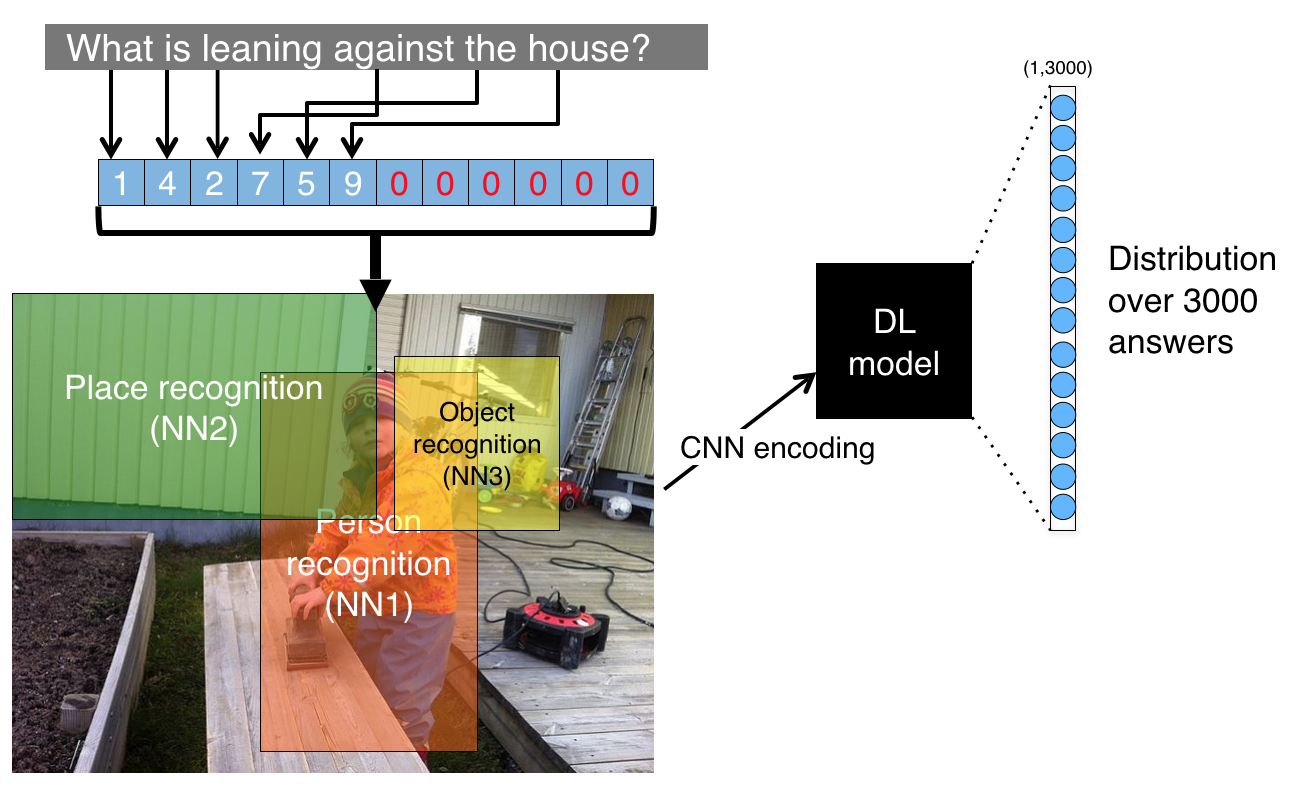 What is leaning against the house?
1 4 2 7 5 9 0 0 0 0 0 0
Place recognition
(NN2)
Object
recognition
(NN3)
Person
recognition
(NN1)
CNN encoding
DL
model
(1,3000)
Distribution
over 3000
answers